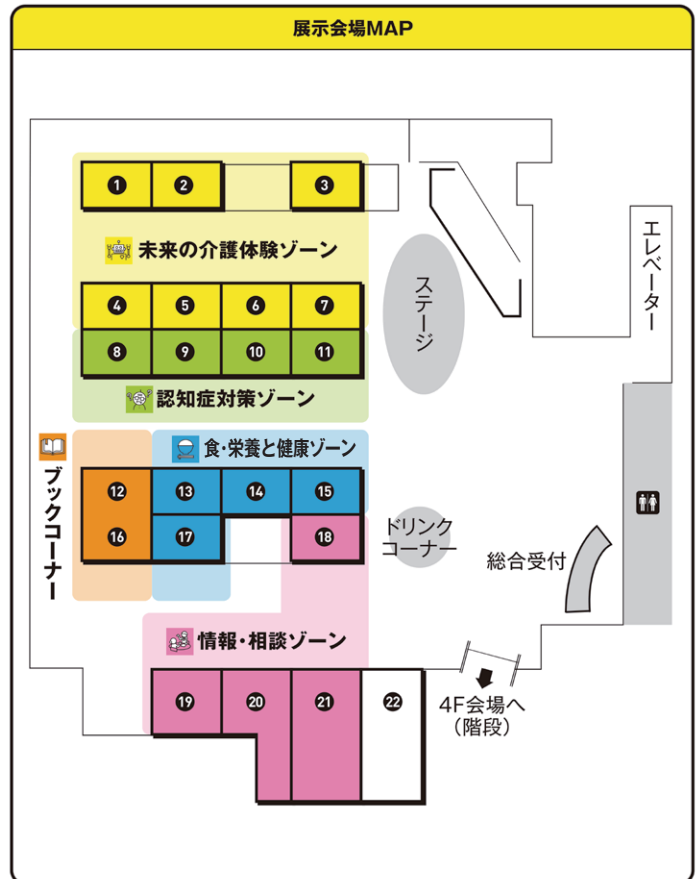 展示会場MAP
1
2
3
未来の介護体験ゾーン
4
5
6
7
8
9
10
11
認知症対策ゾーン
ステージ
エレベーター
ブックコーナー
食・栄養と健康ゾーン
12
13
14
15
16
17
18
ドリンク
コーナー
総合受付
情報・相談ゾーン
19
20
21
22
4F会場へ
(階段)